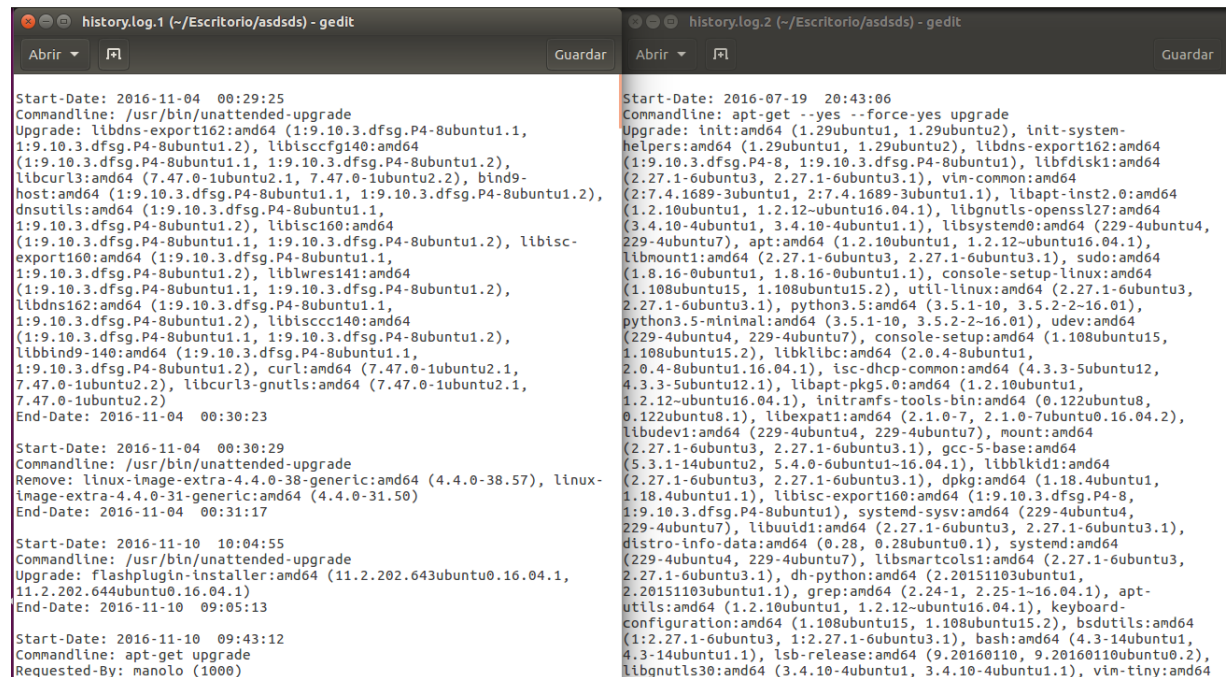 history.log.1 (~/Escritorio/asdsds) - gedit
Abrir
Guardar
Start-Date: 2016-11-04  00:29:25
Commandline: /usr/bin/unattended-upgrade
Upgrade: libdns-export162:amd64 (1:9.10.3.dfsg.P4-8ubuntu1.1,
1:9.10.3.dfsg.P4-8ubuntu1.2), libisccfg140:amd64
(1:9.10.3.dfsg.P4-8ubuntu1.1, 1:9.10.3.dfsg.P4-8ubuntu1.2),
libcurl3:amd64 (7.47.0-1ubuntu2.1, 7.47.0-1ubuntu2.2), bind9-
host:amd64 (1:9.10.3.dfsg.P4-8ubuntu1.1, 1:9.10.3.dfsg.P4-8ubuntu1.2),
dnsutils:amd64 (1:9.10.3.dfsg.P4-8ubuntu1.1,
1:9.10.3.dfsg.P4-8ubuntu1.2), libisc160:amd64
(1:9.10.3.dfsg.P4-8ubuntu1.1, 1:9.10.3.dfsg.P4-8ubuntu1.2), libisc-
export160:amd64 (1:9.10.3.dfsg.P4-8ubuntu1.1,
1:9.10.3.dfsg.P4-8ubuntu1.2), liblwres141:amd64
(1:9.10.3.dfsg.P4-8ubuntu1.1, 1:9.10.3.dfsg.P4-8ubuntu1.2),
libdns162:amd64 (1:9.10.3.dfsg.P4-8ubuntu1.1,
1:9.10.3.dfsg.P4-8ubuntu1.2), libisccc140:amd64
(1:9.10.3.dfsg.P4-8ubuntu1.1, 1:9.10.3.dfsg.P4-8ubuntu1.2),
libbind9-140:amd64 (1:9.10.3.dfsg.P4-8ubuntu1.1,
1:9.10.3.dfsg.P4-8ubuntu1.2), curl:amd64 (7.47.0-1ubuntu2.1,
7.47.0-1ubuntu2.2), libcurl3-gnutls:amd64 (7.47.0-1ubuntu2.1,
7.47.0-1ubuntu2.2)
End-Date: 2016-11-04  00:30:23
Start-Date: 2016-11-04  00:30:29
Commandline: /usr/bin/unattended-upgrade
Remove: linux-image-extra-4.4.0-38-generic:amd64 (4.4.0-38.57), linux-
image-extra-4.4.0-31-generic:amd64 (4.4.0-31.50)
End-Date: 2016-11-04  00:31:17
Start-Date: 2016-11-10  10:04:55
Commandline: /usr/bin/unattended-upgrade
Upgrade: flashplugin-installer:amd64 (11.2.202.643ubuntu0.16.04.1,
11.2.202.644ubuntu0.16.04.1)
End-Date: 2016-11-10  09:05:13
Start-Date: 2016-11-10  09:43:12
Commandline: apt-get upgrade
Requested-By: manolo (1000)
history.log.2 (~/Escritorio/asdsds) - gedit
Abrir
Guardar
Start-Date: 2016-07-19  20:43:06
Commandline: apt-get --yes --force-yes upgrade
Upgrade: init:amd64 (1.29ubuntu1, 1.29ubuntu2), init-system-
helpers:amd64 (1.29ubuntu1, 1.29ubuntu2), libdns-export162:amd64
(1:9.10.3.dfsg.P4-8, 1:9.10.3.dfsg.P4-8ubuntu1), libfdisk1:amd64
(2.27.1-6ubuntu3, 2.27.1-6ubuntu3.1), vim-common:amd64
(2:7.4.1689-3ubuntu1, 2:7.4.1689-3ubuntu1.1), libapt-inst2.0:amd64
(1.2.10ubuntu1, 1.2.12~ubuntu16.04.1), libgnutls-openssl27:amd64
(3.4.10-4ubuntu1, 3.4.10-4ubuntu1.1), libsystemd0:amd64 (229-4ubuntu4,
229-4ubuntu7), apt:amd64 (1.2.10ubuntu1, 1.2.12~ubuntu16.04.1),
libmount1:amd64 (2.27.1-6ubuntu3, 2.27.1-6ubuntu3.1), sudo:amd64
(1.8.16-0ubuntu1, 1.8.16-0ubuntu1.1), console-setup-linux:amd64
(1.108ubuntu15, 1.108ubuntu15.2), util-linux:amd64 (2.27.1-6ubuntu3,
2.27.1-6ubuntu3.1), python3.5:amd64 (3.5.1-10, 3.5.2-2~16.01),
python3.5-minimal:amd64 (3.5.1-10, 3.5.2-2~16.01), udev:amd64
(229-4ubuntu4, 229-4ubuntu7), console-setup:amd64 (1.108ubuntu15,
1.108ubuntu15.2), libklibc:amd64 (2.0.4-8ubuntu1,
2.0.4-8ubuntu1.16.04.1), isc-dhcp-common:amd64 (4.3.3-5ubuntu12,
4.3.3-5ubuntu12.1), libapt-pkg5.0:amd64 (1.2.10ubuntu1,
1.2.12~ubuntu16.04.1), initramfs-tools-bin:amd64 (0.122ubuntu8,
0.122ubuntu8.1), libexpat1:amd64 (2.1.0-7, 2.1.0-7ubuntu0.16.04.2),
libudev1:amd64 (229-4ubuntu4, 229-4ubuntu7), mount:amd64
(2.27.1-6ubuntu3, 2.27.1-6ubuntu3.1), gcc-5-base:amd64
(5.3.1-14ubuntu2, 5.4.0-6ubuntu1~16.04.1), libblkid1:amd64
(2.27.1-6ubuntu3, 2.27.1-6ubuntu3.1), dpkg:amd64 (1.18.4ubuntu1,
1.18.4ubuntu1.1), libisc-export160:amd64 (1:9.10.3.dfsg.P4-8,
1:9.10.3.dfsg.P4-8ubuntu1), systemd-sysv:amd64 (229-4ubuntu4,
229-4ubuntu7), libuuid1:amd64 (2.27.1-6ubuntu3, 2.27.1-6ubuntu3.1),
distro-info-data:amd64 (0.28, 0.28ubuntu0.1), systemd:amd64
(229-4ubuntu4, 229-4ubuntu7), libsmartcols1:amd64 (2.27.1-6ubuntu3,
2.27.1-6ubuntu3.1), dh-python:amd64 (2.20151103ubuntu1,
2.20151103ubuntu1.1), grep:amd64 (2.24-1, 2.25-1~16.04.1), apt-
utils:amd64 (1.2.10ubuntu1, 1.2.12~ubuntu16.04.1), keyboard-
configuration:amd64 (1.108ubuntu15, 1.108ubuntu15.2), bsdutils:amd64
(1:2.27.1-6ubuntu3, 1:2.27.1-6ubuntu3.1), bash:amd64 (4.3-14ubuntu1,
4.3-14ubuntu1.1), lsb-release:amd64 (9.20160110, 9.20160110ubuntu0.2),
libgnutls30:amd64 (3.4.10-4ubuntu1, 3.4.10-4ubuntu1.1), vim-tiny:amd64